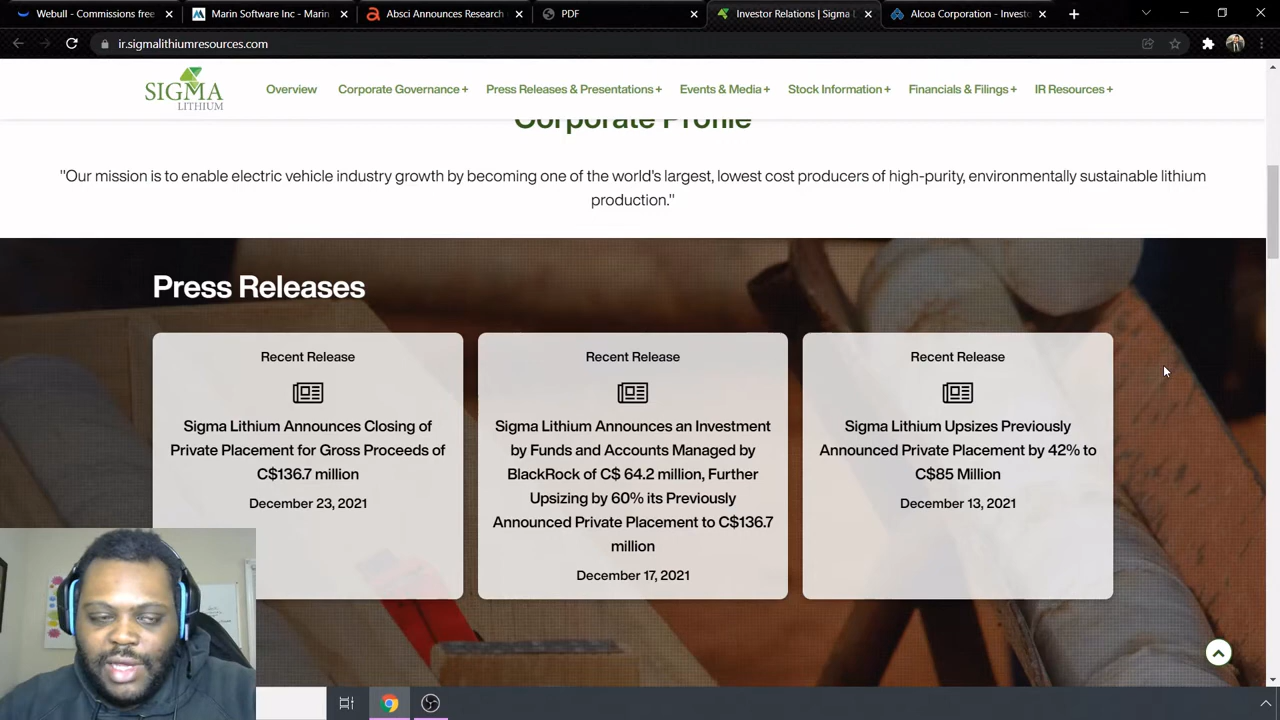 Webull - Commissions free
Marin Software Inc - Marin
Absci Announces Research
PDF
Investor Relations | Sigma L
Alcoa Corporation - Investo
ir.sigmalithiumresources.com
SIGMA
LITHIUM
Overview
Corporate Governance +
Press Releases & Presentations +
Events & Media +
Stock Information +
Financials & Filings +
IR Resources +
Corporate Profile
"Our mission is to enable electric vehicle industry growth by becoming one of the world's largest, lowest cost producers of high-purity, environmentally sustainable lithium
production."
Press Releases
Recent Release
Sigma Lithium Announces Closing of
Private Placement for Gross Proceeds of
C$136.7 million
December 23, 2021
Recent Release
Sigma Lithium Announces an Investment
by Funds and Accounts Managed by
BlackRock of C$ 64.2 million, Further
Upsizing by 60% its Previously
Announced Private Placement to C$136.7
million
December 17, 2021
Recent Release
Sigma Lithium Upsizes Previously
Announced Private Placement by 42% to
C$85 Million
December 13, 2021